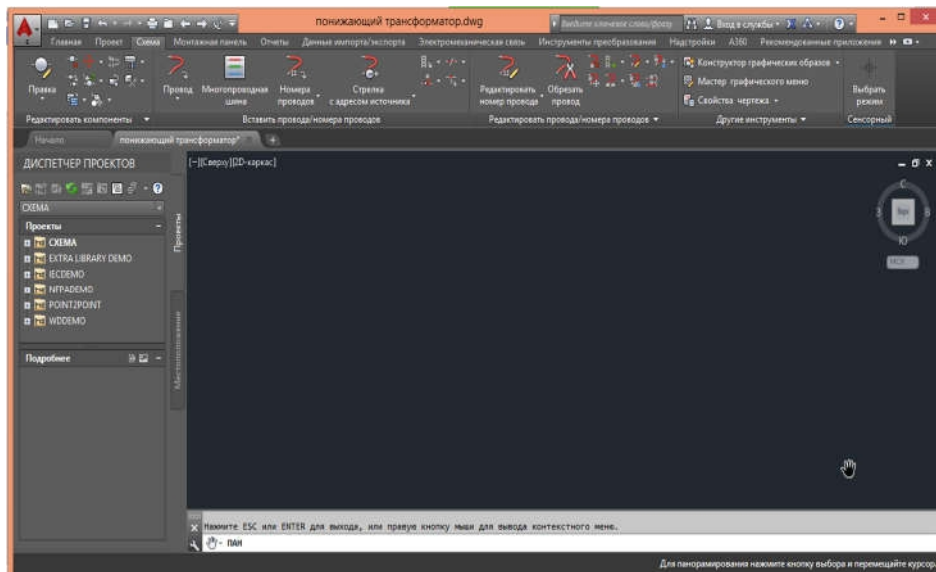 понижающий трансформатор.dwg
Введите ключевое слово/фразу
Вход в службы
Главная Проект Схема Монтажная панель Отчеты Данные импорта/экспорта Электромеханическая связь Инструменты преобразования Надстройки A360 Рекомендованные приложения
Правка
Провод
Многопроводная шина
Номера проводов
Стрелка с адресом источника
Редактировать номер провода
Обрезать провод
Конструктор графических образов
Мастер графического меню
Свойства чертежа
Выбрать режим
Редактировать компоненты
Вставить провода/номера проводов
Редактировать провода/номера проводов
Другие инструменты
Сенсорный
Начало
понижающий трансформатор*
ДИСПЕТЧЕР ПРОЕКТОВ
[−][Сверху][2D-каркас]
СХЕМА
Проекты
СХЕМА
EXTRA LIBRARY DEMO
IECDEMO
NFPADEMO
POINT2POINT
WDDEMO
Подробнее
Проекты
Местоположение
С
З
В
Ю
МСК
Нажмите ESC или ENTER для выхода, или правую кнопку мыши для вывода контекстного меню.
ПАН
Для панорамирования нажмите кнопку выбора и перемещайте курсор.